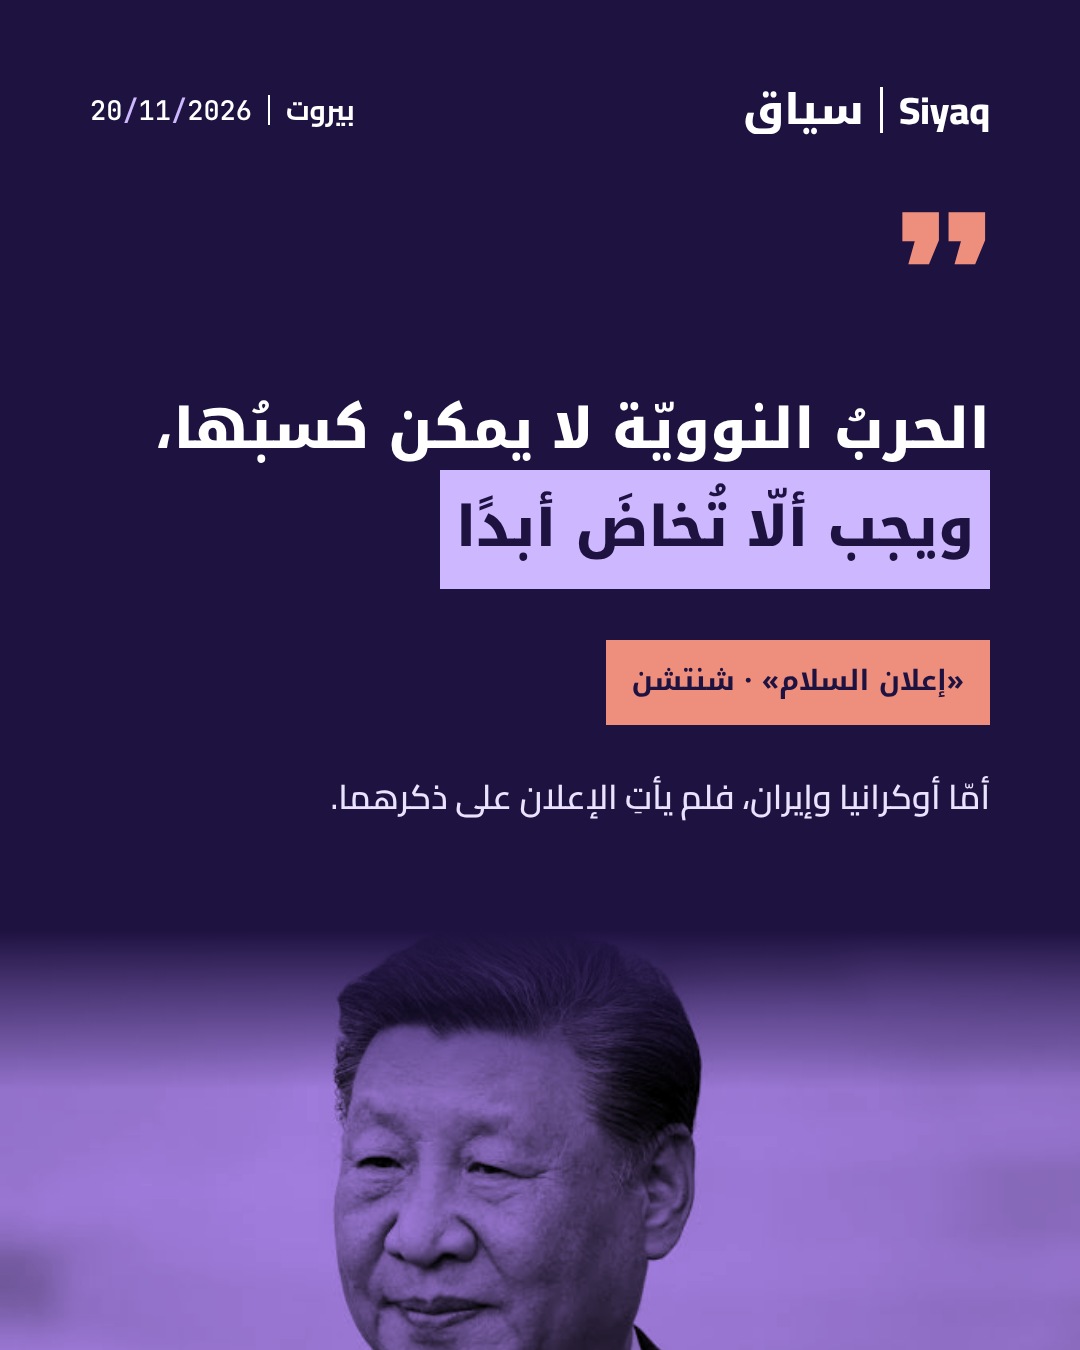 Siyaq | سياق
بيروت | 20/11/2026
”
الحربُ النوويّة لا يمكن كسبُها،
ويجب ألّا تُخاضَ أبدًا
«إعلان السلام» · شنتشن
أمّا أوكرانيا وإيران، فلم يأتِ الإعلان على ذكرهما.